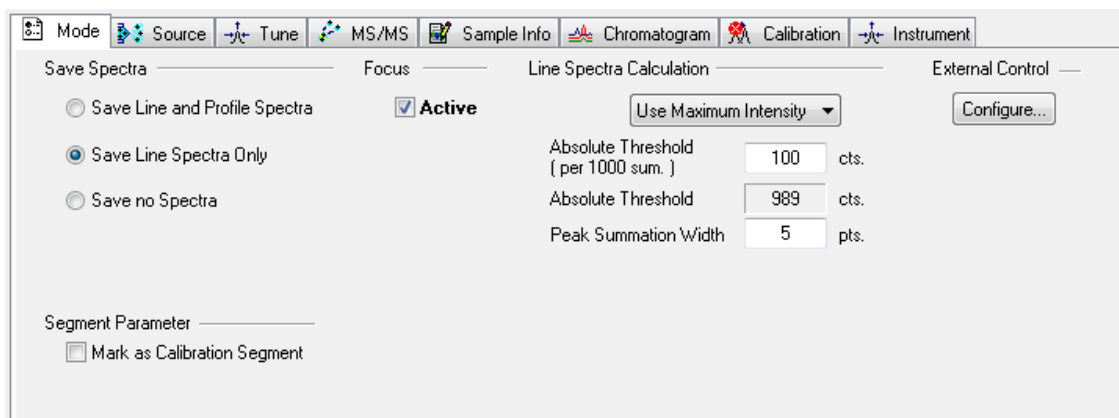 Mode Source Tune MS/MS Sample Info Chromatogram Calibration Instrument
Save Spectra Focus Line Spectra Calculation External Control
Save Line and Profile Spectra Active Use Maximum Intensity Configure...
Save Line Spectra Only Absolute Threshold ( per 1000 sum. ) 100 cts.
Save no Spectra Absolute Threshold 989 cts.
Peak Summation Width 5 pts.
Segment Parameter
Mark as Calibration Segment